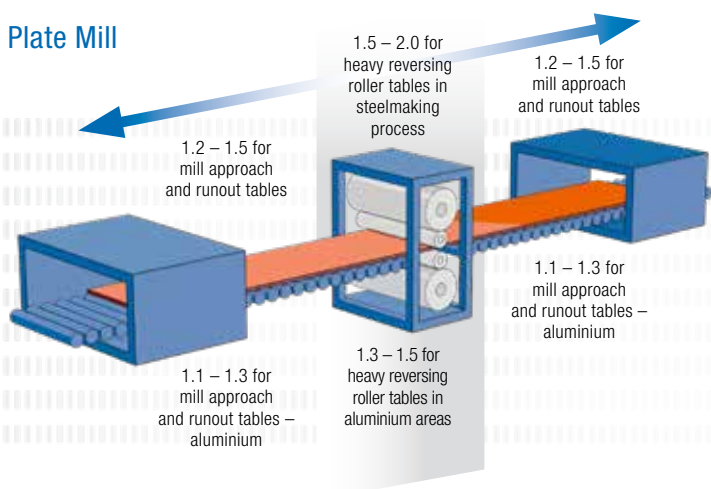 Plate Mill
1.5 – 2.0 for
heavy reversing
roller tables in
steelmaking
process
1.2 – 1.5 for
mill approach
and runout tables
1.2 – 1.5 for
mill approach
and runout tables
1.1 – 1.3 for
mill approach
and runout tables –
aluminium
1.3 – 1.5 for
heavy reversing
roller tables in
aluminium areas
1.1 – 1.3 for
mill approach
and runout tables –
aluminium